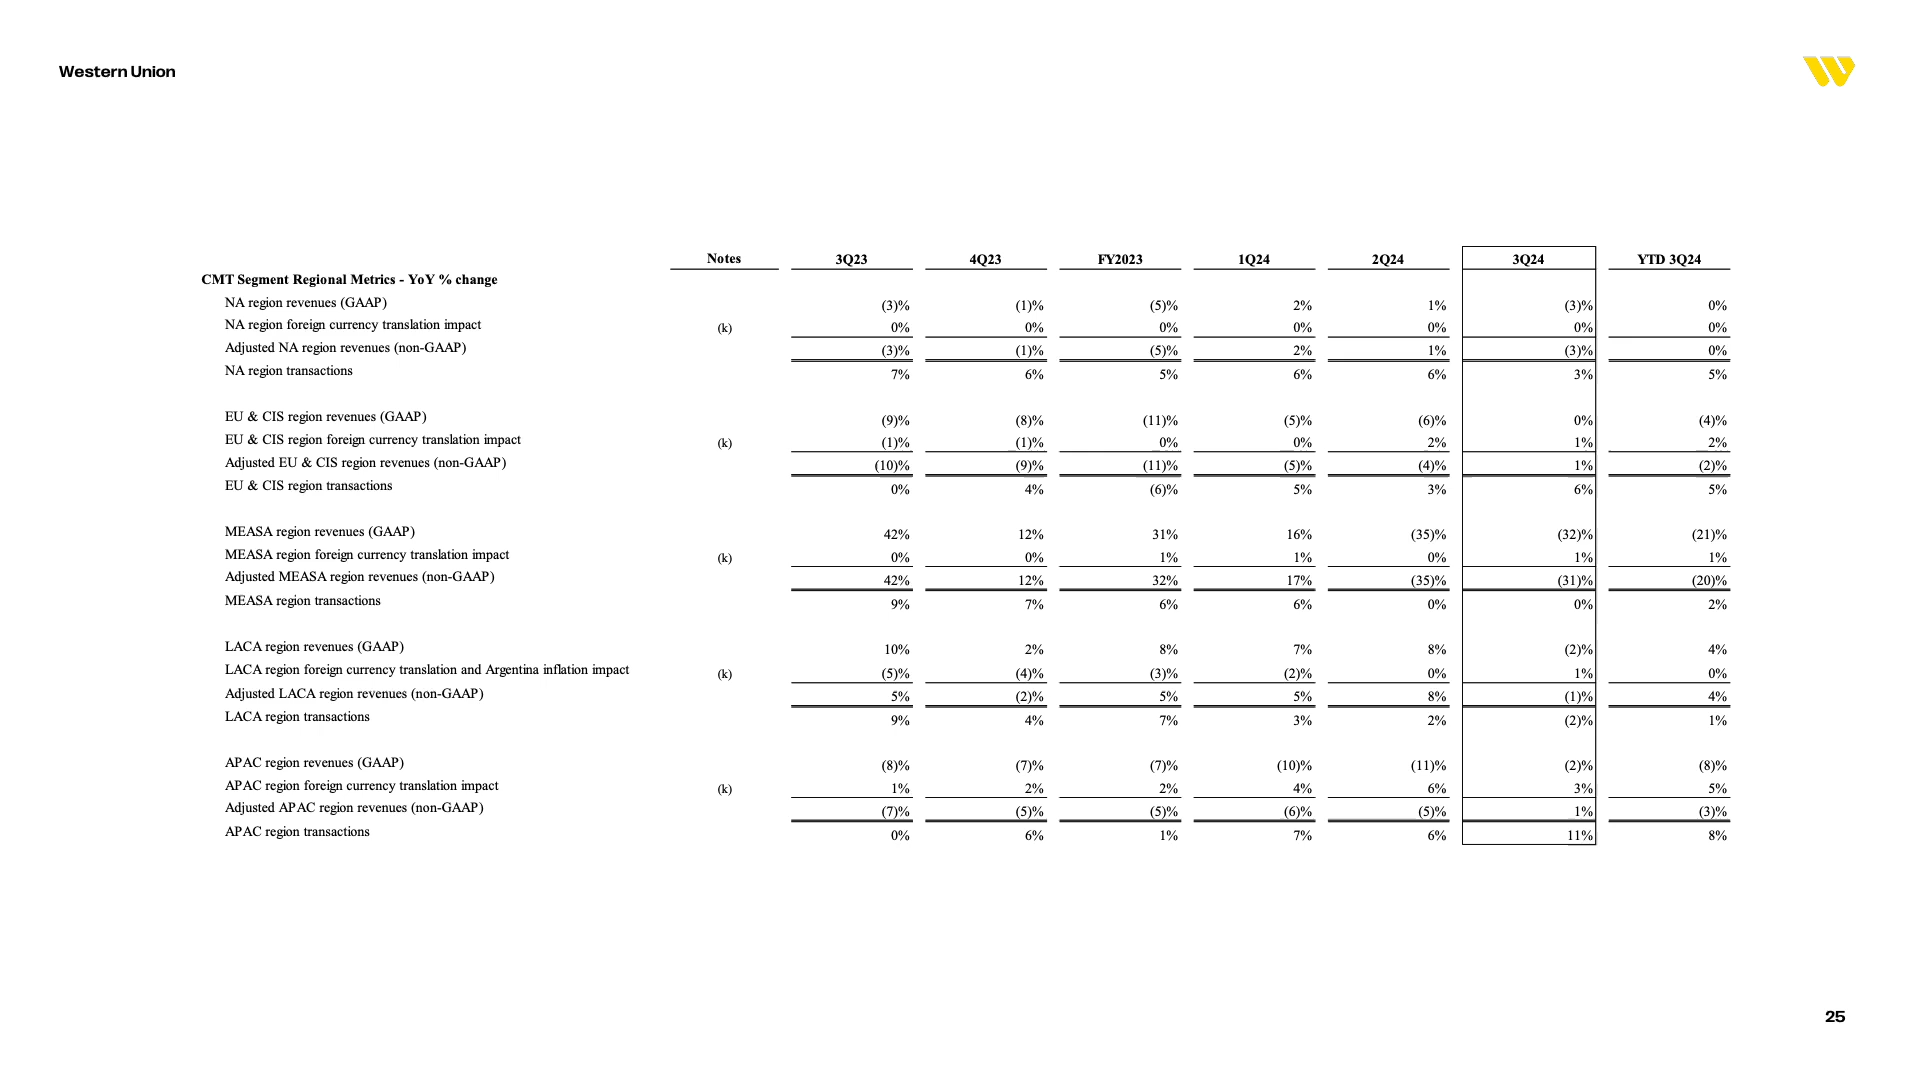 Western Union
Notes 3Q23 4Q23 FY2023 1Q24 2Q24 3Q24 YTD 3Q24
CMT Segment Regional Metrics - YoY % change
NA region revenues (GAAP) (3)% (1)% (5)% 2% 1% (3)% 0%
NA region foreign currency translation impact (k) 0% 0% 0% 0% 0% 0% 0%
Adjusted NA region revenues (non-GAAP) (3)% (1)% (5)% 2% 1% (3)% 0%
NA region transactions 7% 6% 5% 6% 6% 3% 5%
EU & CIS region revenues (GAAP) (9)% (8)% (11)% (5)% (6)% 0% (4)%
EU & CIS region foreign currency translation impact (k) (1)% (1)% 0% 0% 2% 1% 2%
Adjusted EU & CIS region revenues (non-GAAP) (10)% (9)% (11)% (5)% (4)% 1% (2)%
EU & CIS region transactions 0% 4% (6)% 5% 3% 6% 5%
MEASA region revenues (GAAP) 42% 12% 31% 16% (35)% (32)% (21)%
MEASA region foreign currency translation impact (k) 0% 0% 1% 1% 0% 1% 1%
Adjusted MEASA region revenues (non-GAAP) 42% 12% 32% 17% (35)% (31)% (20)%
MEASA region transactions 9% 7% 6% 6% 0% 0% 2%
LACA region revenues (GAAP) 10% 2% 8% 7% 8% (2)% 4%
LACA region foreign currency translation and Argentina inflation impact (k) (5)% (4)% (3)% (2)% 0% 1% 0%
Adjusted LACA region revenues (non-GAAP) 5% (2)% 5% 5% 8% (1)% 4%
LACA region transactions 9% 4% 7% 3% 2% (2)% 1%
APAC region revenues (GAAP) (8)% (7)% (7)% (10)% (11)% (2)% (8)%
APAC region foreign currency translation impact (k) 1% 2% 2% 4% 6% 3% 5%
Adjusted APAC region revenues (non-GAAP) (7)% (5)% (5)% (6)% (5)% 1% (3)%
APAC region transactions 0% 6% 1% 7% 6% 11% 8%
25